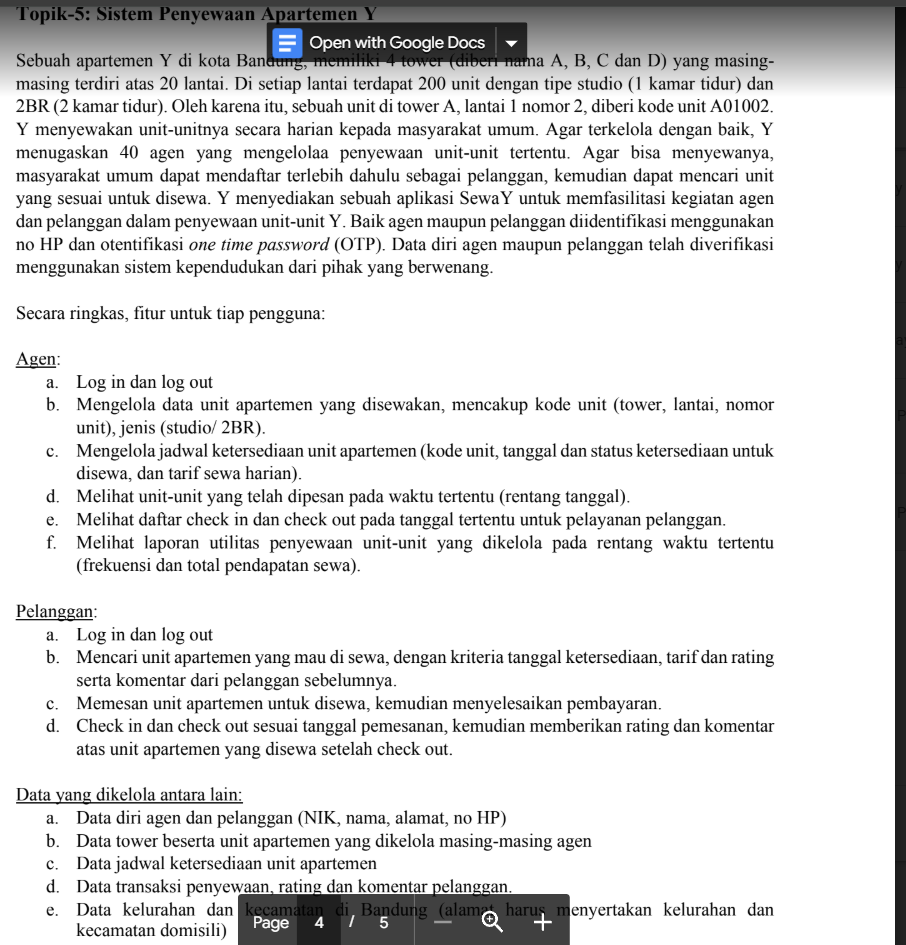 Topik-5: Sistem Penyewaan Apartemen Y
Open with Google Docs
Sebuah apartemen Y di kota Bandung, memiliki 4 tower (diberi nama A, B, C dan D) yang masing-
masing terdiri atas 20 lantai. Di setiap lantai terdapat 200 unit dengan tipe studio (1 kamar tidur) dan
2BR (2 kamar tidur). Oleh karena itu, sebuah unit di tower A, lantai 1 nomor 2, diberi kode unit A01002.
Y menyewakan unit-unitnya secara harian kepada masyarakat umum. Agar terkelola dengan baik, Y
menugaskan 40 agen yang mengelolaa penyewaan unit-unit tertentu. Agar bisa menyewanya,
masyarakat umum dapat mendaftar terlebih dahulu sebagai pelanggan, kemudian dapat mencari unit
yang sesuai untuk disewa. Y menyediakan sebuah aplikasi SewaY untuk memfasilitasi kegiatan agen
dan pelanggan dalam penyewaan unit-unit Y. Baik agen maupun pelanggan diidentifikasi menggunakan
no HP dan otentifikasi one time password (OTP). Data diri agen maupun pelanggan telah diverifikasi
menggunakan sistem kependudukan dari pihak yang berwenang.
Secara ringkas, fitur untuk tiap pengguna:
Agen:
a. Log in dan log out
b. Mengelola data unit apartemen yang disewakan, mencakup kode unit (tower, lantai, nomor
unit), jenis (studio/ 2BR).
c. Mengelola jadwal ketersediaan unit apartemen (kode unit, tanggal dan status ketersediaan untuk
disewa, dan tarif sewa harian).
d. Melihat unit-unit yang telah dipesan pada waktu tertentu (rentang tanggal).
e. Melihat daftar check in dan check out pada tanggal tertentu untuk pelayanan pelanggan.
f. Melihat laporan utilitas penyewaan unit-unit yang dikelola pada rentang waktu tertentu
(frekuensi dan total pendapatan sewa).
Pelanggan:
a. Log in dan log out
b. Mencari unit apartemen yang mau di sewa, dengan kriteria tanggal ketersediaan, tarif dan rating
serta komentar dari pelanggan sebelumnya.
c. Memesan unit apartemen untuk disewa, kemudian menyelesaikan pembayaran.
d. Check in dan check out sesuai tanggal pemesanan, kemudian memberikan rating dan komentar
atas unit apartemen yang disewa setelah check out.
Data yang dikelola antara lain:
a. Data diri agen dan pelanggan (NIK, nama, alamat, no HP)
b. Data tower beserta unit apartemen yang dikelola masing-masing agen
c. Data jadwal ketersediaan unit apartemen
d. Data transaksi penyewaan, rating dan komentar pelanggan.
e. Data kelurahan dan kecamatan di Bandung (alamat harus menyertakan kelurahan dan
kecamatan domisili)
Page 4 / 5